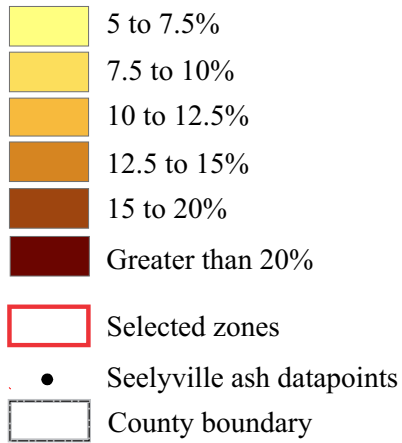 5 to 7.5%
7.5 to 10%
10 to 12.5%
12.5 to 15%
15 to 20%
Greater than 20%
Selected zones
Seelyville ash datapoints
County boundary